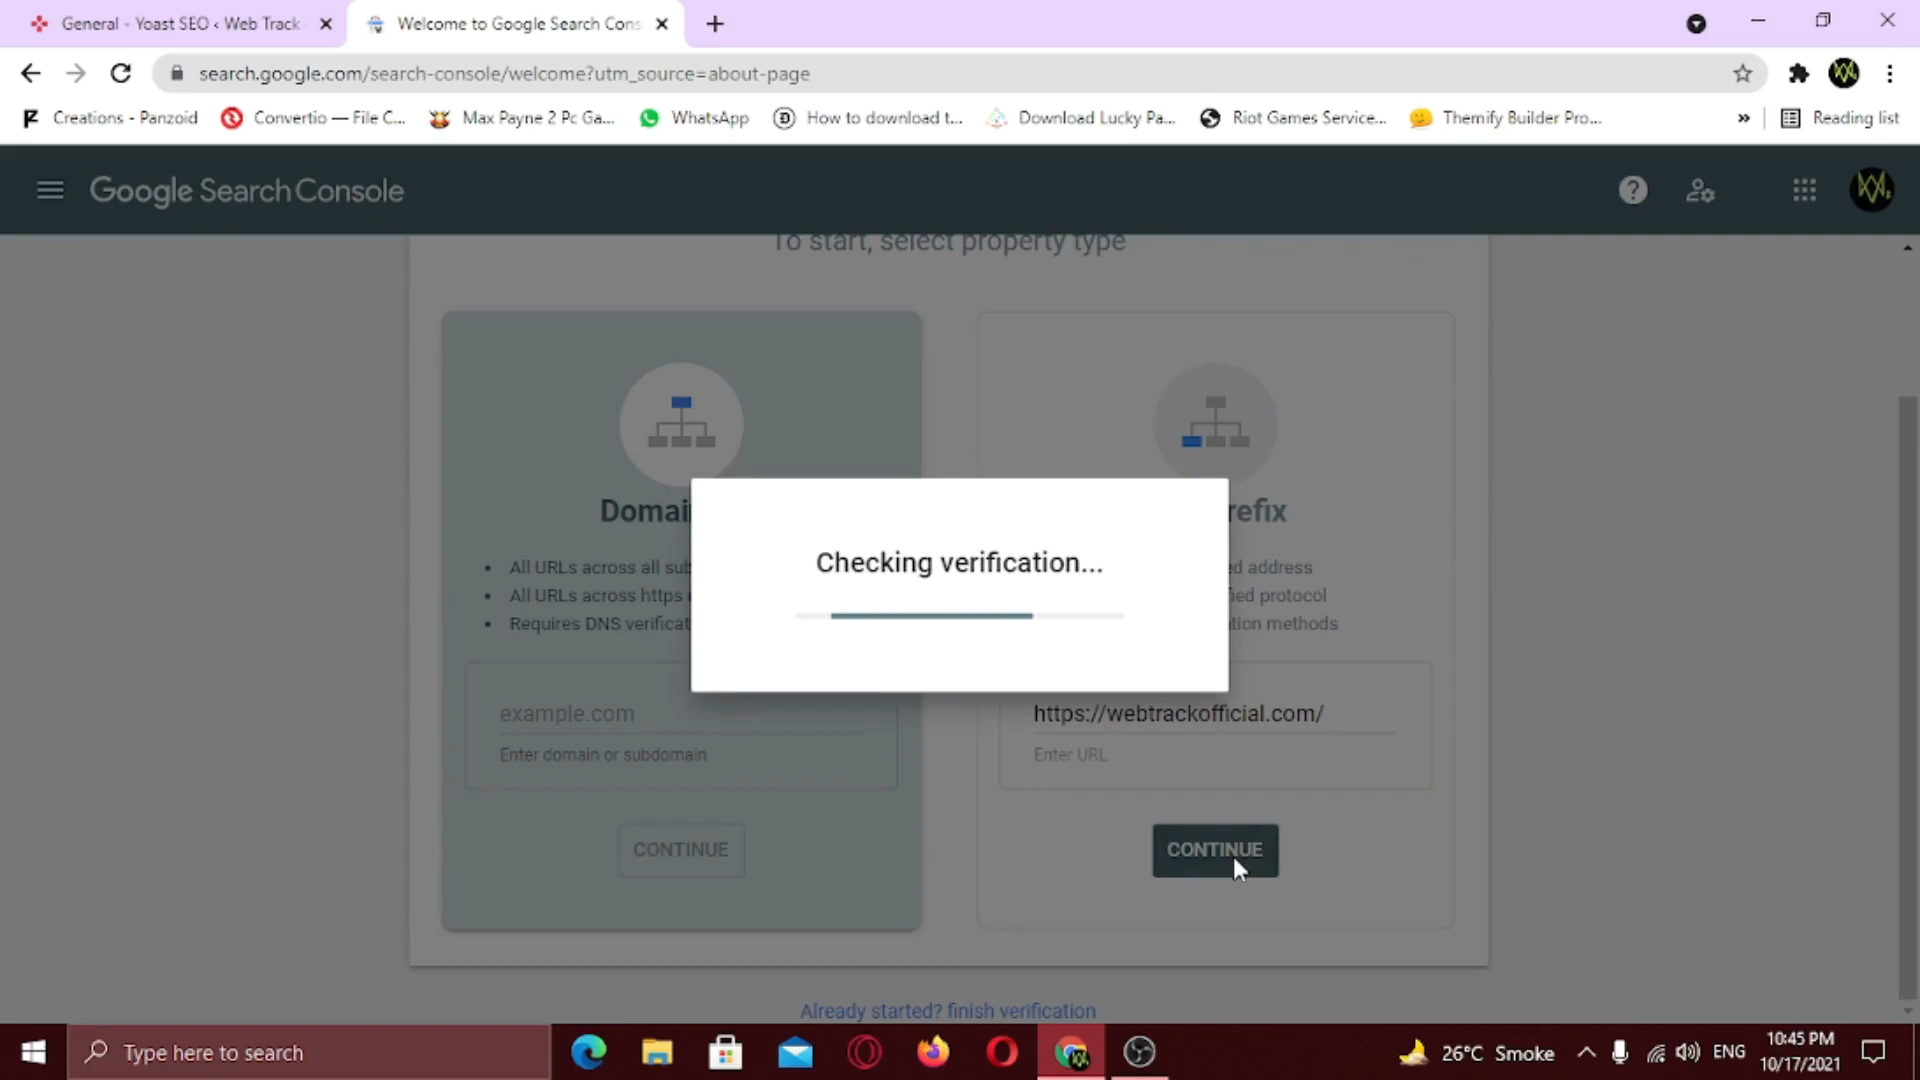 General - Yoast SEO ‹ Web Track
Welcome to Google Search Cons
search.google.com/search-console/welcome?utm_source=about-page
Creations - Panzoid
Convertio — File C...
Max Payne 2 Pc Ga...
WhatsApp
How to download t...
Download Lucky Pa...
Riot Games Service...
Themify Builder Pro...
»
Reading list
Google Search Console
To start, select property type
Domai
refix
All URLs across all sub
d address
All URLs across https
ied protocol
Requires DNS verificat
tion methods
Checking verification...
example.com
https://webtrackofficial.com/
Enter domain or subdomain
Enter URL
CONTINUE
CONTINUE
Already started? finish verification
Type here to search
26°C Smoke
ENG
10:45 PM
10/17/2021